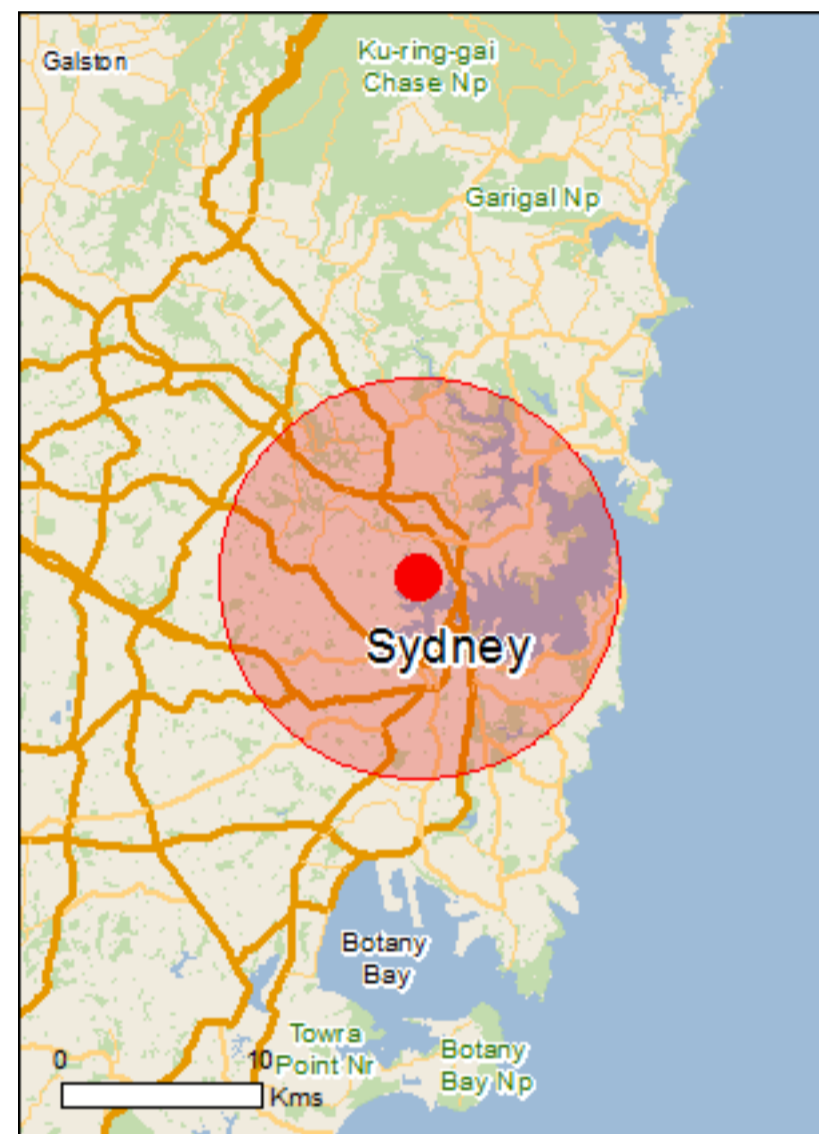 Galston
Ku-ring-gai
Chase Np
Garigal Np
Sydney
Botany
Bay
Towra
Point Nr
Botany
Bay Np
0 10
Kms